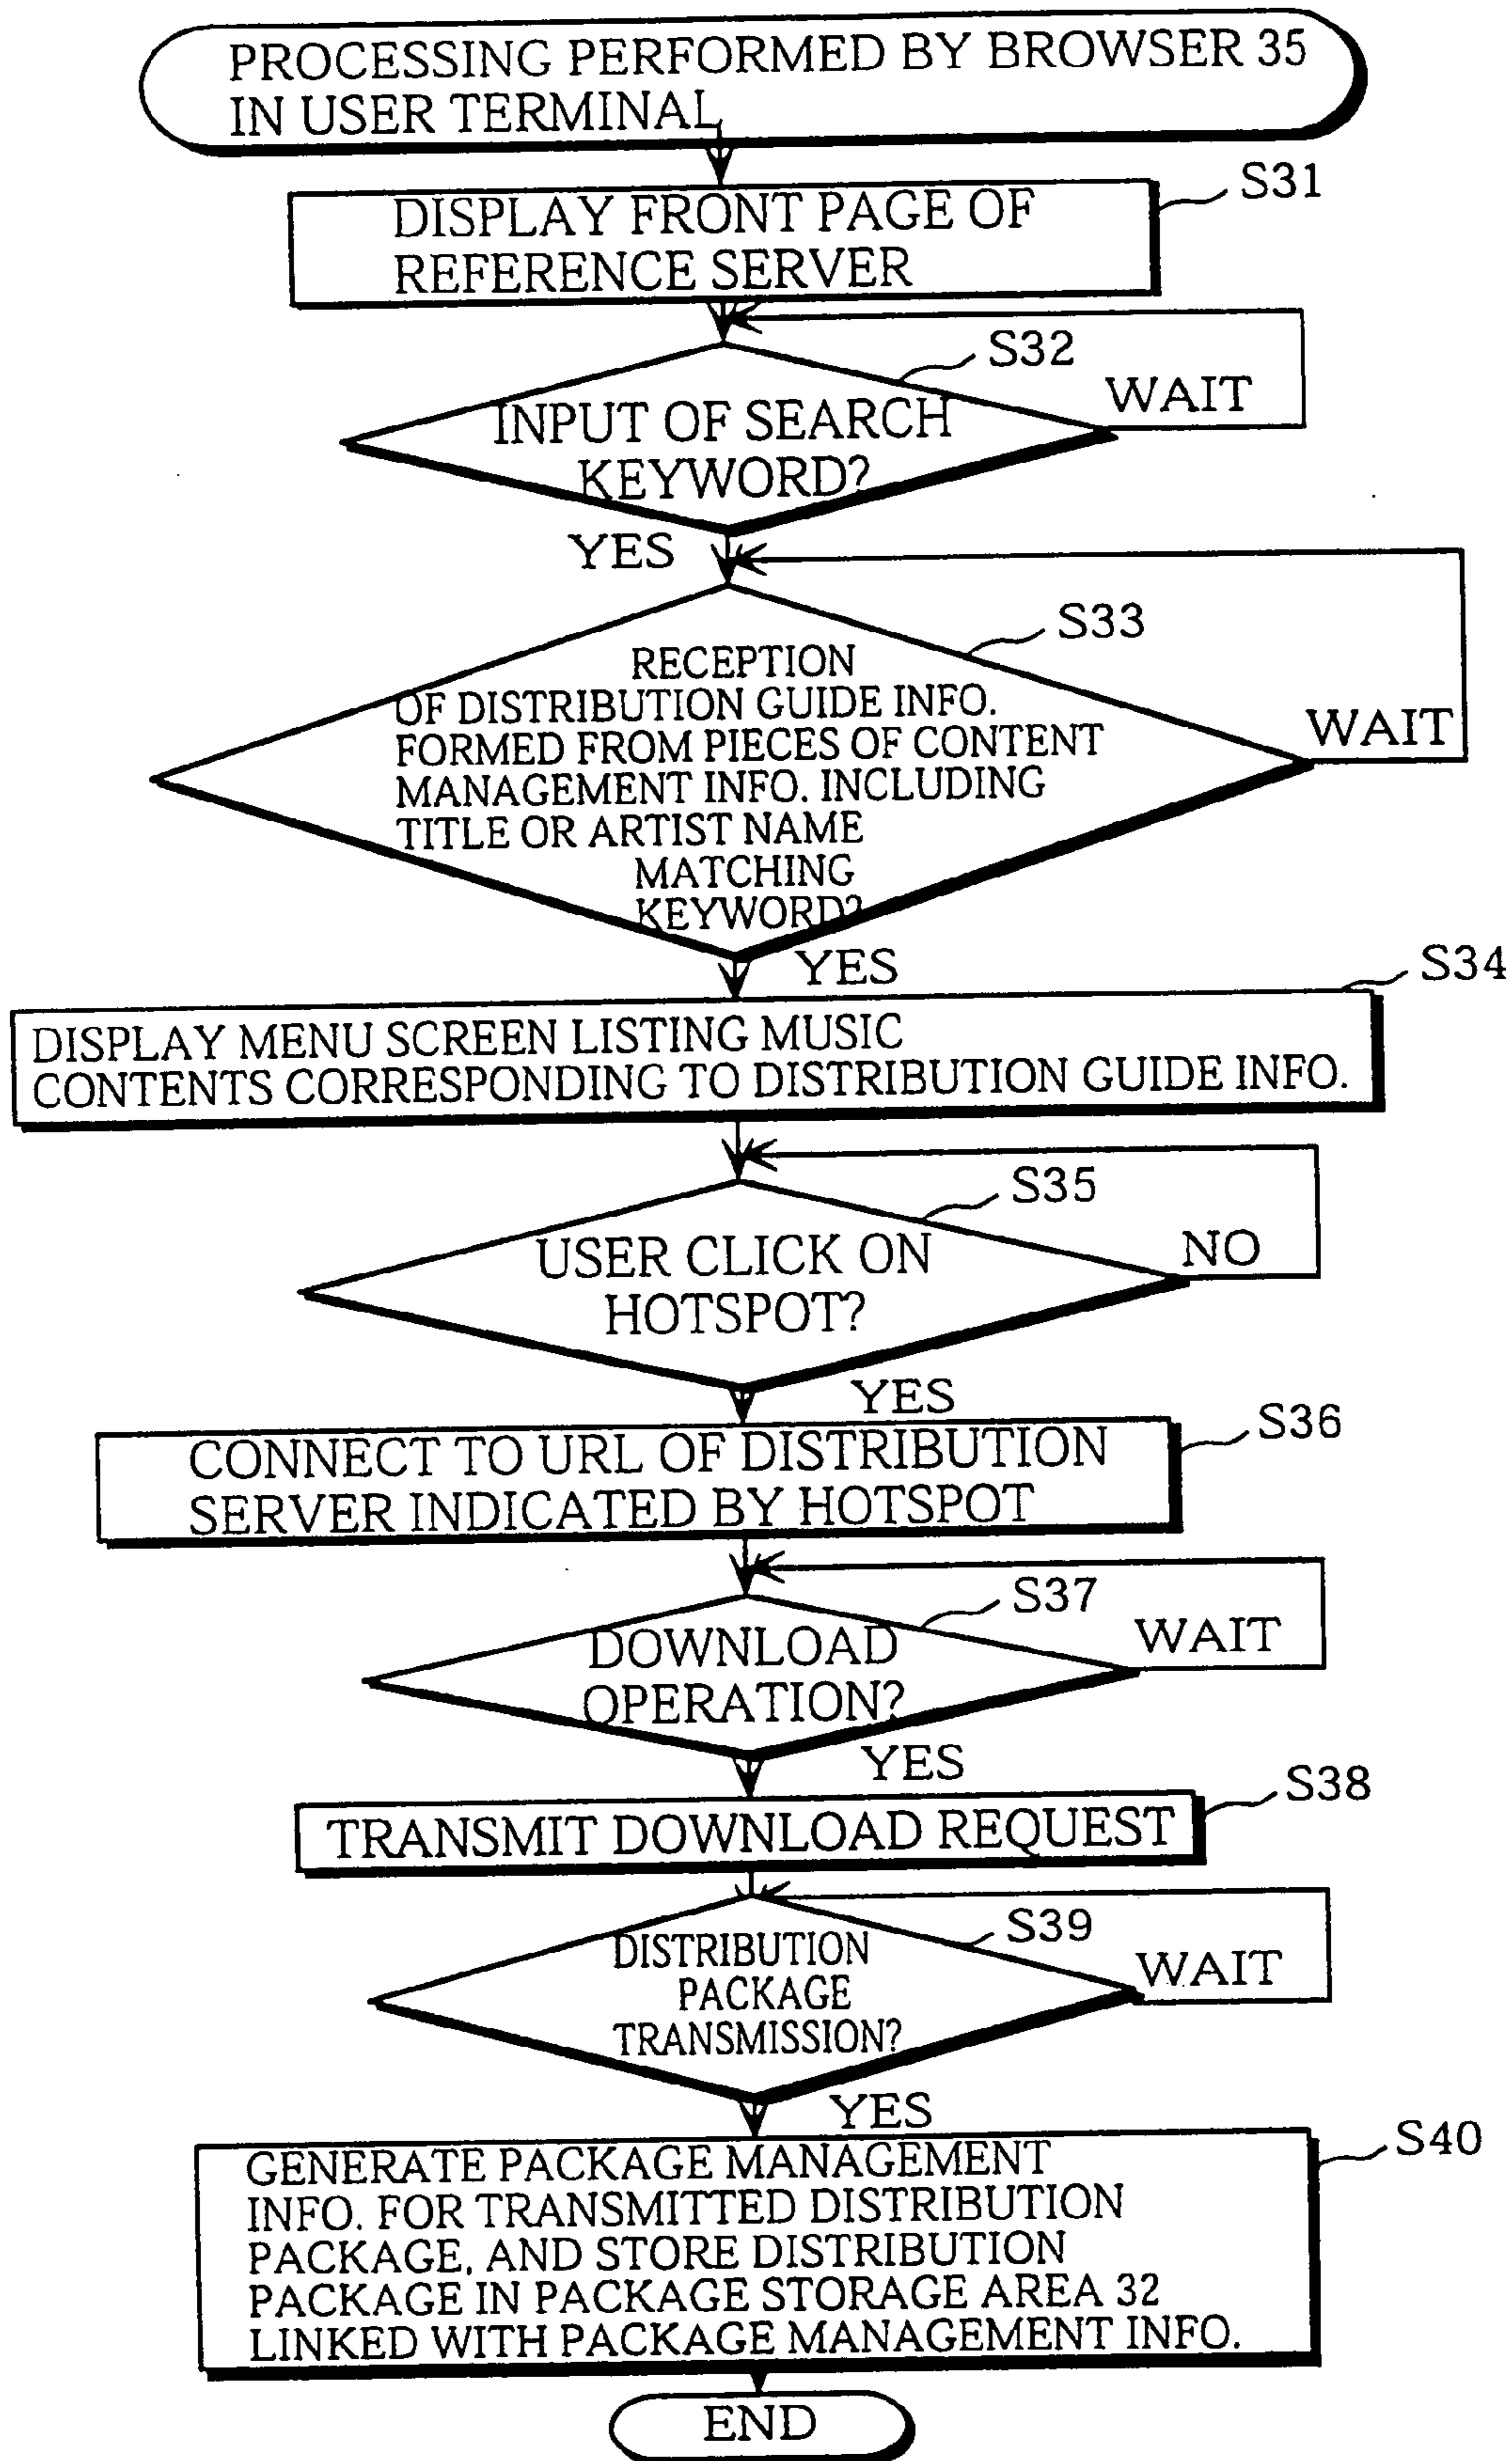 PROCESSING PERFORMED BY BROWSER 35
IN USER TERMINAL
S31
DISPLAY FRONT PAGE OF
REFERENCE SERVER
S32
WAIT
INPUT OF SEARCH
KEYWORD?
YES
S33
WAIT
RECEPTION
OF DISTRIBUTION GUIDE INFO.
FORMED FROM PIECES OF CONTENT
MANAGEMENT INFO. INCLUDING
TITLE OR ARTIST NAME
MATCHING
KEYWORD?
YES
S34
DISPLAY MENU SCREEN LISTING MUSIC
CONTENTS CORRESPONDING TO DISTRIBUTION GUIDE INFO.
S35
NO
USER CLICK ON
HOTSPOT?
YES
S36
CONNECT TO URL OF DISTRIBUTION
SERVER INDICATED BY HOTSPOT
S37
WAIT
DOWNLOAD
OPERATION?
YES
S38
TRANSMIT DOWNLOAD REQUEST
S39
WAIT
DISTRIBUTION
PACKAGE
TRANSMISSION?
YES
S40
GENERATE PACKAGE MANAGEMENT
INFO. FOR TRANSMITTED DISTRIBUTION
PACKAGE, AND STORE DISTRIBUTION
PACKAGE IN PACKAGE STORAGE AREA 32
LINKED WITH PACKAGE MANAGEMENT INFO.
END